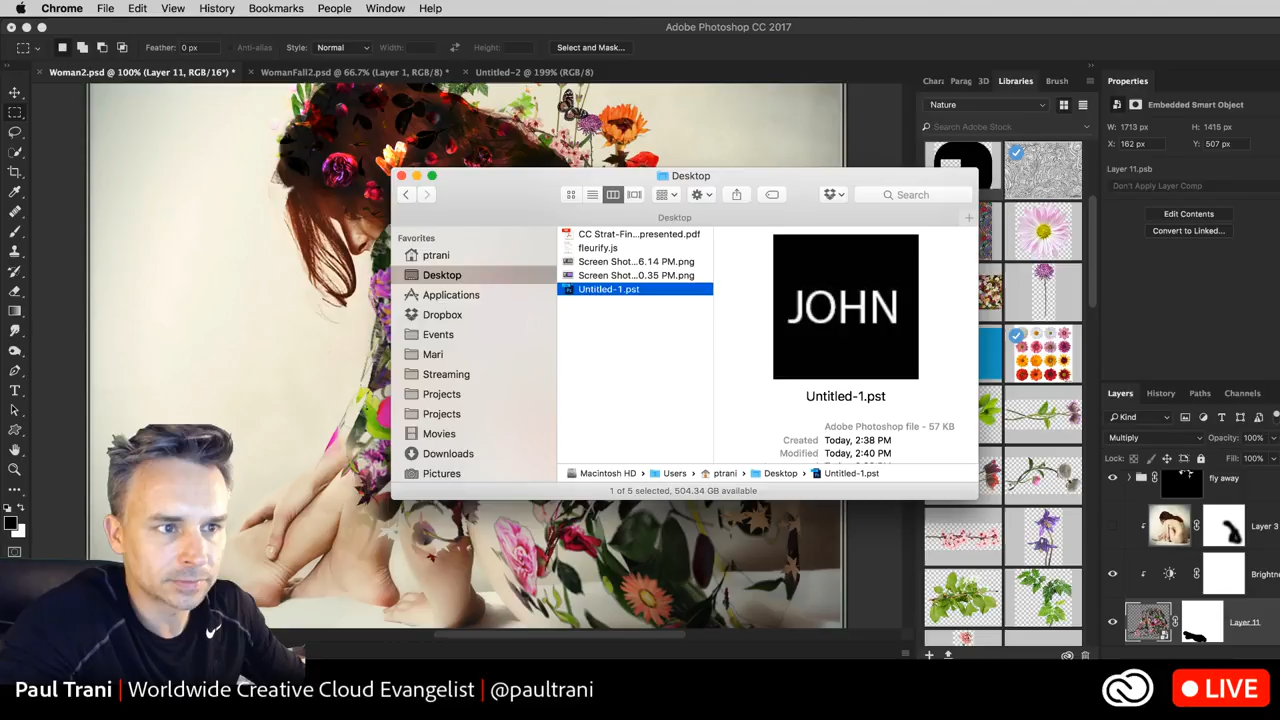 Chrome File Edit View History Bookmarks People Window Help
Adobe Photoshop CC 2017
Feather: 0 px Anti-alias Style: Normal Width: Height: Select and Mask...
Woman2.psd @ 100% (Layer 11, RGB/16*) * WomanFall2.psd @ 66.7% (Layer 1, RGB/8) * Untitled-2 @ 199% (RGB/8)
Chara Parag 3D Libraries Brush
Properties
Nature
Embedded Smart Object
Search Adobe Stock
W: 1713 px H: 1415 px
X: 162 px Y: 507 px
Layer 11.psb
Don't Apply Layer Comp
Edit Contents
Convert to Linked...
Desktop
Search
Desktop
Favorites
ptrani
Desktop
Applications
Dropbox
Events
Mari
Streaming
Projects
Projects
Movies
Downloads
Pictures
CC Strat-Fin...presented.pdf
fleurify.js
Screen Shot...6.14 PM.png
Screen Shot...0.35 PM.png
Untitled-1.pst
JOHN
Untitled-1.pst
Adobe Photoshop file - 57 KB
Created Today, 2:38 PM
Modified Today, 2:40 PM
Macintosh HD Users ptrani Desktop Untitled-1.pst
1 of 5 selected, 504.34 GB available
Layers History Paths Channels
Kind
Multiply Opacity: 100%
Lock: Fill: 100%
fly away
Layer 3
Brightne
Layer 11
Paul Trani | Worldwide Creative Cloud Evangelist | @paultrani
LIVE